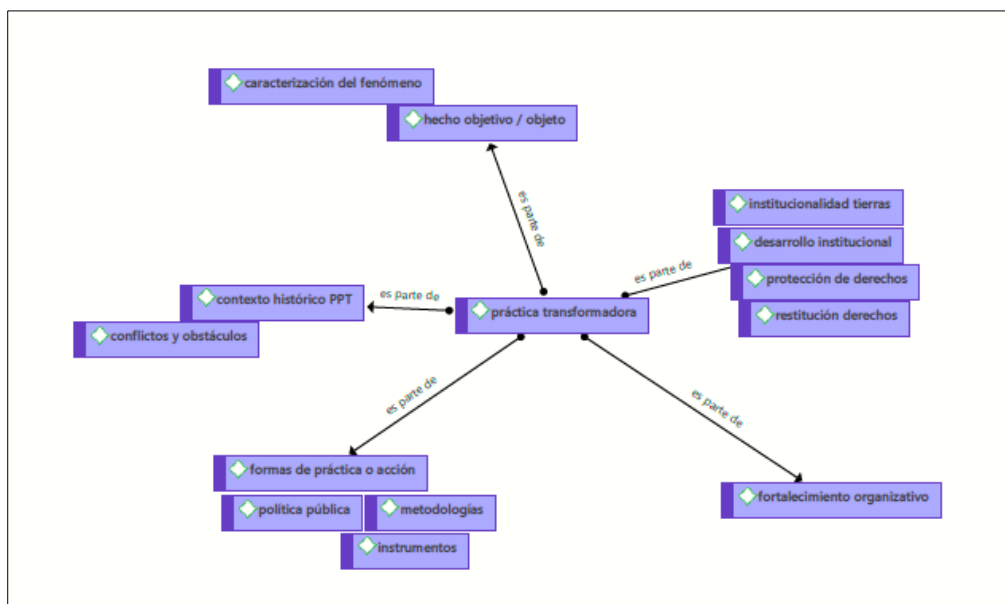 caracterización del fenómeno
hecho objetivo / objeto
es parte de
institucionalidad tierras
desarrollo institucional
es parte de
protección de derechos
contexto histórico PPT
es parte de
práctica transformadora
restitución derechos
conflictos y obstáculos
es parte de
es parte de
formas de práctica o acción
política pública
metodologías
fortalecimiento organizativo
instrumentos